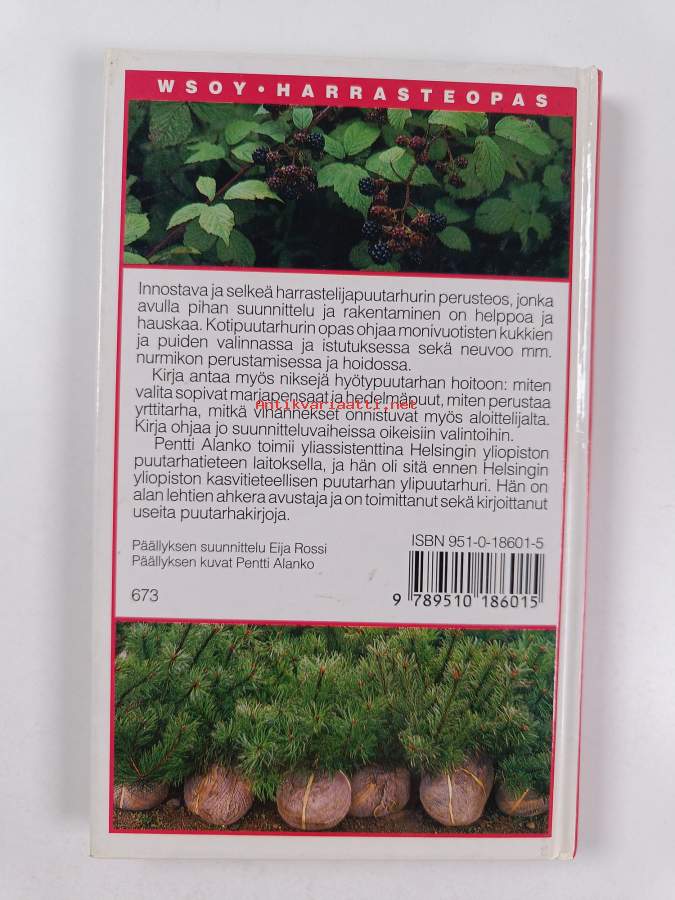 WSOY • HARRASTEOPAS
Innostava ja selkeä harrastelijapuutarhurin perusteos, jonka
avulla pihan suunnittelu ja rakentaminen on helppoa ja
hauskaa. Kotipuutarhurin opas ohjaa monivuotisten kukkien
ja puiden valinnassa ja istutuksessa sekä neuvoo mm.
nurmikon perustamisessa ja hoidossa.
Kirja antaa myös niksejä hyötypuutarhan hoitoon: miten
valita sopivat marjapensaat ja hedelmäpuut, miten perustaa
Antikvariaatti.net
yrttitarha, mitkä vihannekset onnistuvat myös aloittelijalta.
Kirja ohjaa jo suunnitteluvaiheissa oikeisiin valintoihin.
Pentti Alanko toimii yliassistenttina Helsingin yliopiston
puutarhatieteen laitoksella, ja hän oli sitä ennen Helsingin
yliopiston kasvitieteellisen puutarhan ylipuutarhuri. Hän on
alan lehtien ahkera avustaja ja on toimittanut sekä kirjoittanut
useita puutarhakirjoja.
Päällyksen suunnittelu Eija Rossi
Päällyksen kuvat Pentti Alanko
673
ISBN 951-0-18601-5
9 789510 186015